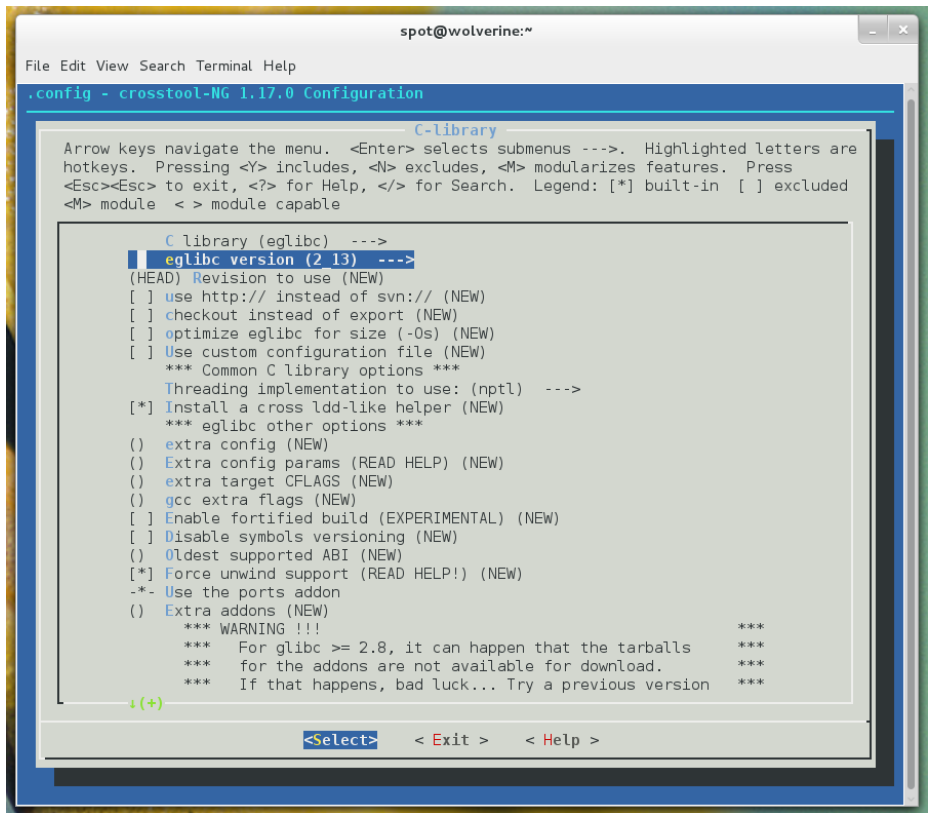 spot@wolverine:~
File Edit View Search Terminal Help
.config - crosstool-NG 1.17.0 Configuration
C-library
Arrow keys navigate the menu.  <Enter> selects submenus --->.  Highlighted letters are
hotkeys.  Pressing <Y> includes, <N> excludes, <M> modularizes features.  Press
<Esc><Esc> to exit, <?> for Help, </> for Search.  Legend: [*] built-in  [ ] excluded
<M> module  < > module capable
C library (eglibc)  --->
eglibc version (2_13)  --->
(HEAD) Revision to use (NEW)
[ ] use http:// instead of svn:// (NEW)
[ ] checkout instead of export (NEW)
[ ] optimize eglibc for size (-Os) (NEW)
[ ] Use custom configuration file (NEW)
*** Common C library options ***
Threading implementation to use: (nptl)  --->
[*] Install a cross ldd-like helper (NEW)
*** eglibc other options ***
()  extra config (NEW)
()  Extra config params (READ HELP) (NEW)
()  extra target CFLAGS (NEW)
()  gcc extra flags (NEW)
[ ] Enable fortified build (EXPERIMENTAL) (NEW)
[ ] Disable symbols versioning (NEW)
()  Oldest supported ABI (NEW)
[*] Force unwind support (READ HELP!) (NEW)
-*- Use the ports addon
()  Extra addons (NEW)
*** WARNING !!! ***
*** For glibc >= 2.8, it can happen that the tarballs ***
*** for the addons are not available for download. ***
*** If that happens, bad luck... Try a previous version ***
↓(+)
<Select>    < Exit >    < Help >